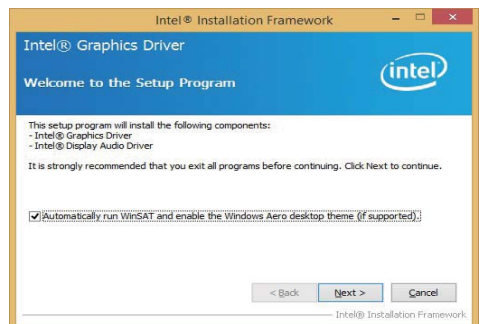 Intel® Installation Framework
Intel® Graphics Driver
Welcome to the Setup Program
intel
This setup program will install the following components:
- Intel® Graphics Driver
- Intel® Display Audio Driver
It is strongly recommended that you exit all programs before continuing. Click Next to continue.
Automatically run WinSAT and enable the Windows Aero desktop theme (if supported).
< Back Next > Cancel
Intel® Installation Framework